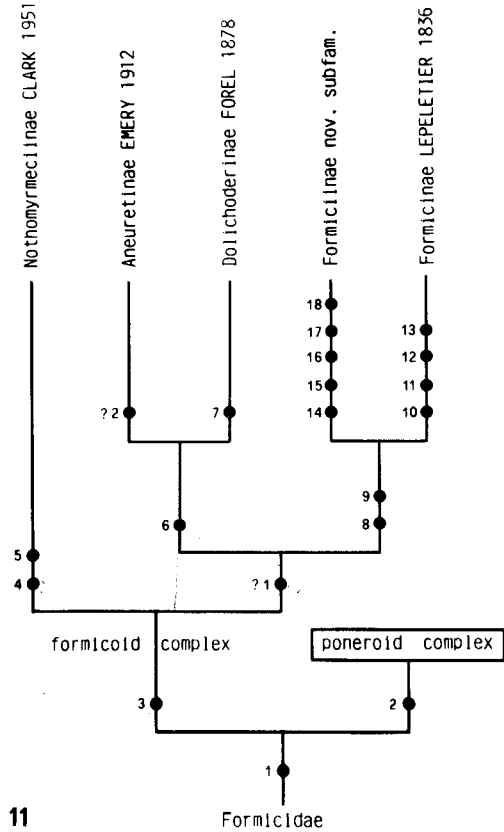 Nothomyrmeciinae CLARK 1951
Aneuretinae EMERY 1912
Dolichoderinae FOREL 1878
Formiciinae nov. subfam.
Formicinae LEPELETIER 1836
18
17
16
15
14
13
12
11
10
? 2
7
9
8
6
5
4
? 1
formicoid complex
poneroid complex
3
2
1
11
Formicidae